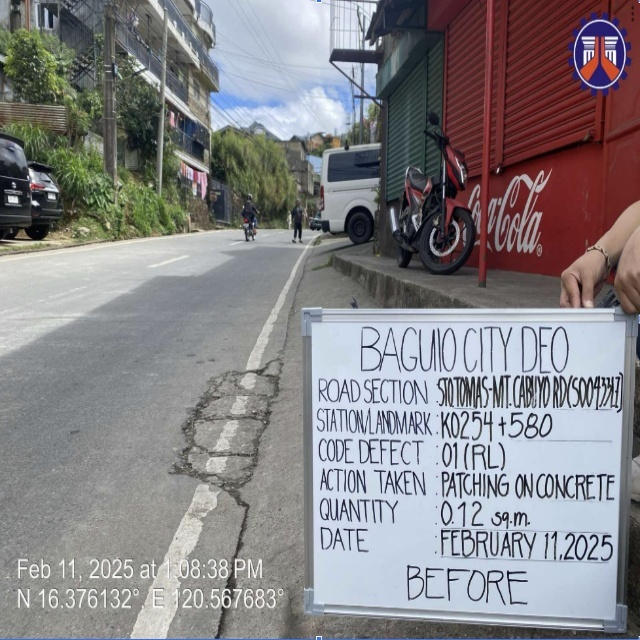 Coca-Cola
BAGUIO CITY DEO
ROAD SECTION STO TOMAS-MT. CABUYO RD(S00433LZ)
STATION/LANDMARK : K0254+580
CODE DEFECT : 01 (RL)
ACTION TAKEN : PATCHING ON CONCRETE
QUANTITY : 0.12 sq.m.
DATE : FEBRUARY 11,2025
BEFORE
Feb 11, 2025 at 1:08:38 PM
N 16.376132°, E 120.567683°